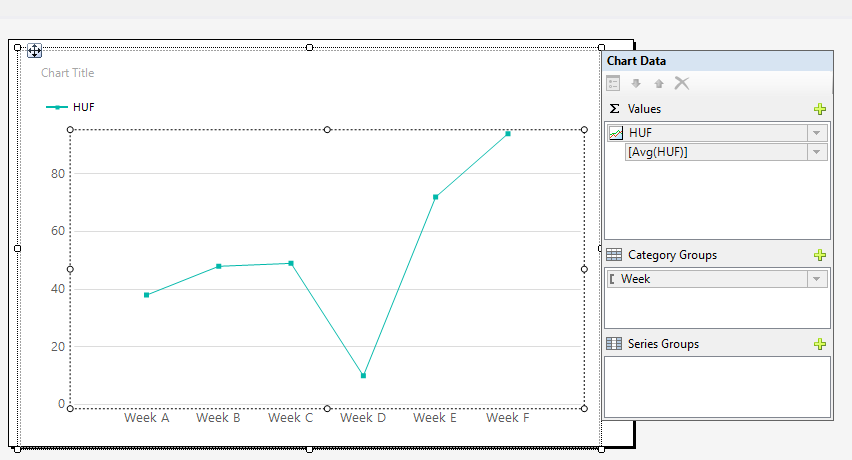 Chart Title
HUF
80
60
40
20
0
Week A Week B Week C Week D Week E Week F
Chart Data
Σ Values
HUF
[Avg(HUF)]
Category Groups
Week
Series Groups